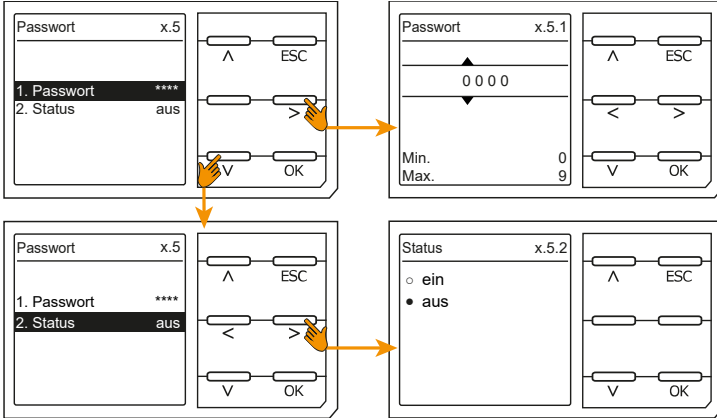 Passwort x.5
1. Passwort ****
2. Status aus
ʌ ESC
>
v OK
Passwort x.5.1
0 0 0 0
Min. 0
Max. 9
ʌ ESC
< >
v OK
Passwort x.5
1. Passwort ****
2. Status aus
ʌ ESC
< >
v OK
Status x.5.2
○ ein
● aus
ʌ ESC
v OK